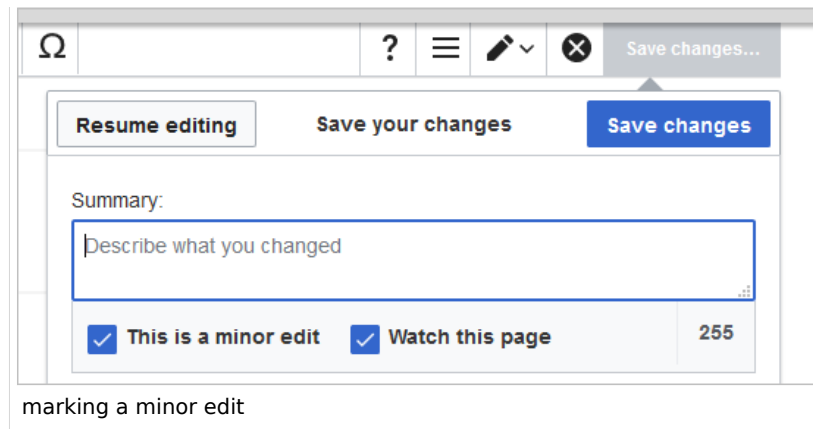 Ω ? Save changes...
Resume editing Save your changes Save changes
Summary:
Describe what you changed
This is a minor edit Watch this page 255
marking a minor edit